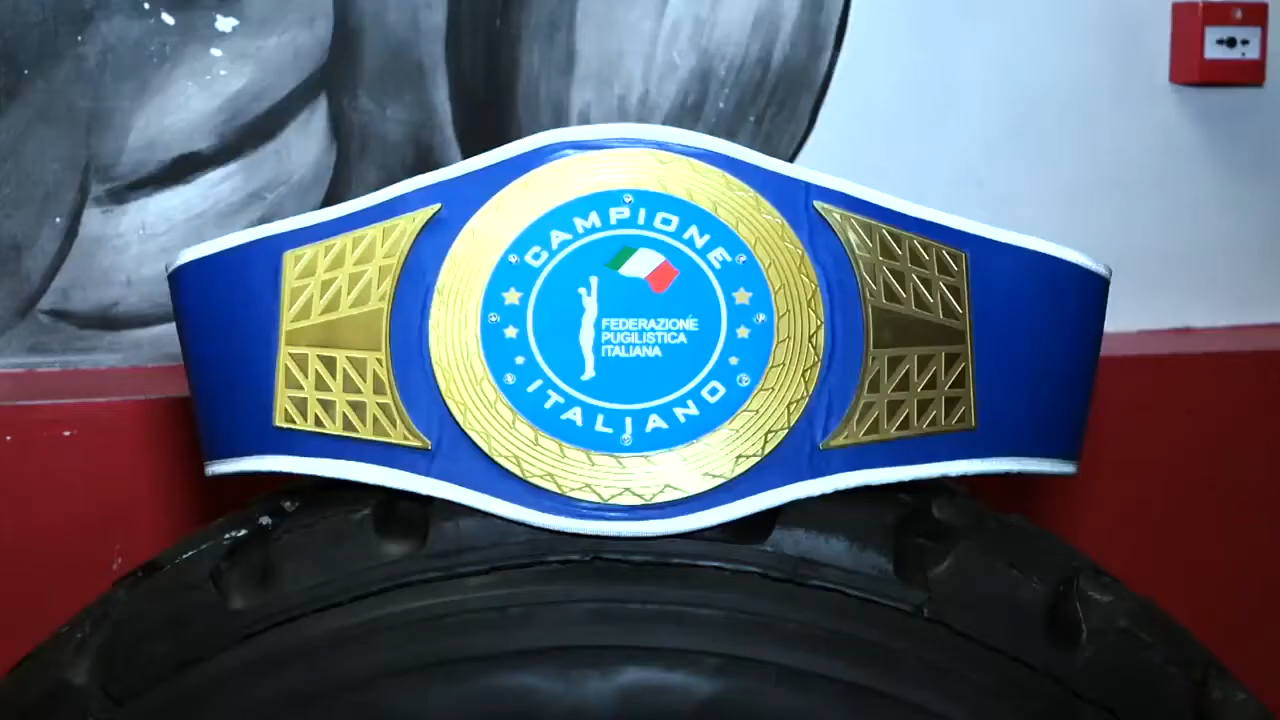 CAMPIONE
FEDERAZIONE
PUGILISTICA
ITALIANA
ITALIANO